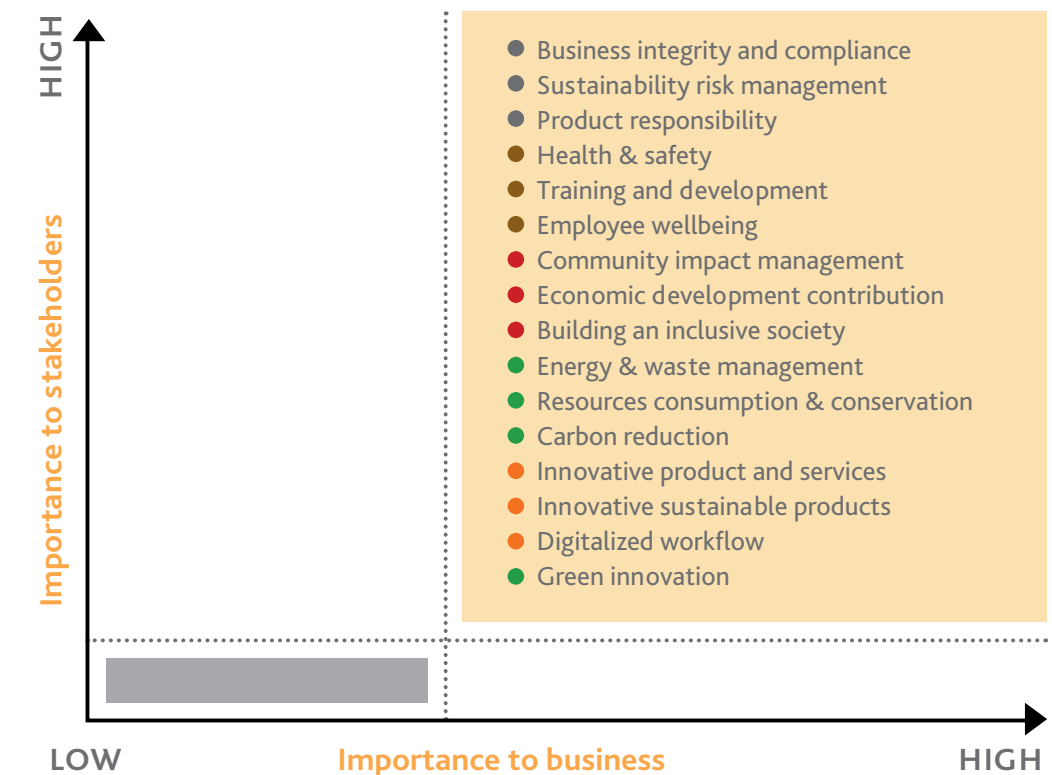 HIGH
Importance to stakeholders
Business integrity and compliance
Sustainability risk management
Product responsibility
Health & safety
Training and development
Employee wellbeing
Community impact management
Economic development contribution
Building an inclusive society
Energy & waste management
Resources consumption & conservation
Carbon reduction
Innovative product and services
Innovative sustainable products
Digitalized workflow
Green innovation
LOW
Importance to business
HIGH